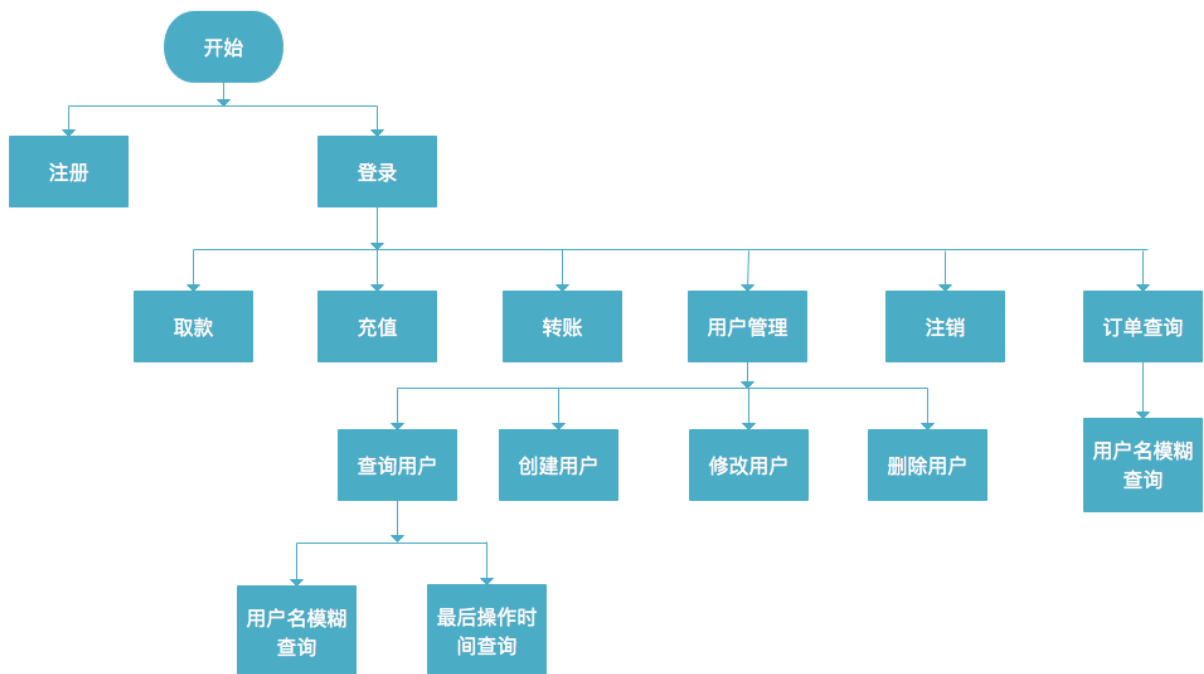 开始
注册
登录
取款
充值
转账
用户管理
注销
订单查询
查询用户
创建用户
修改用户
删除用户
用户名模糊
查询
用户名模糊
查询
最后操作时
间查询